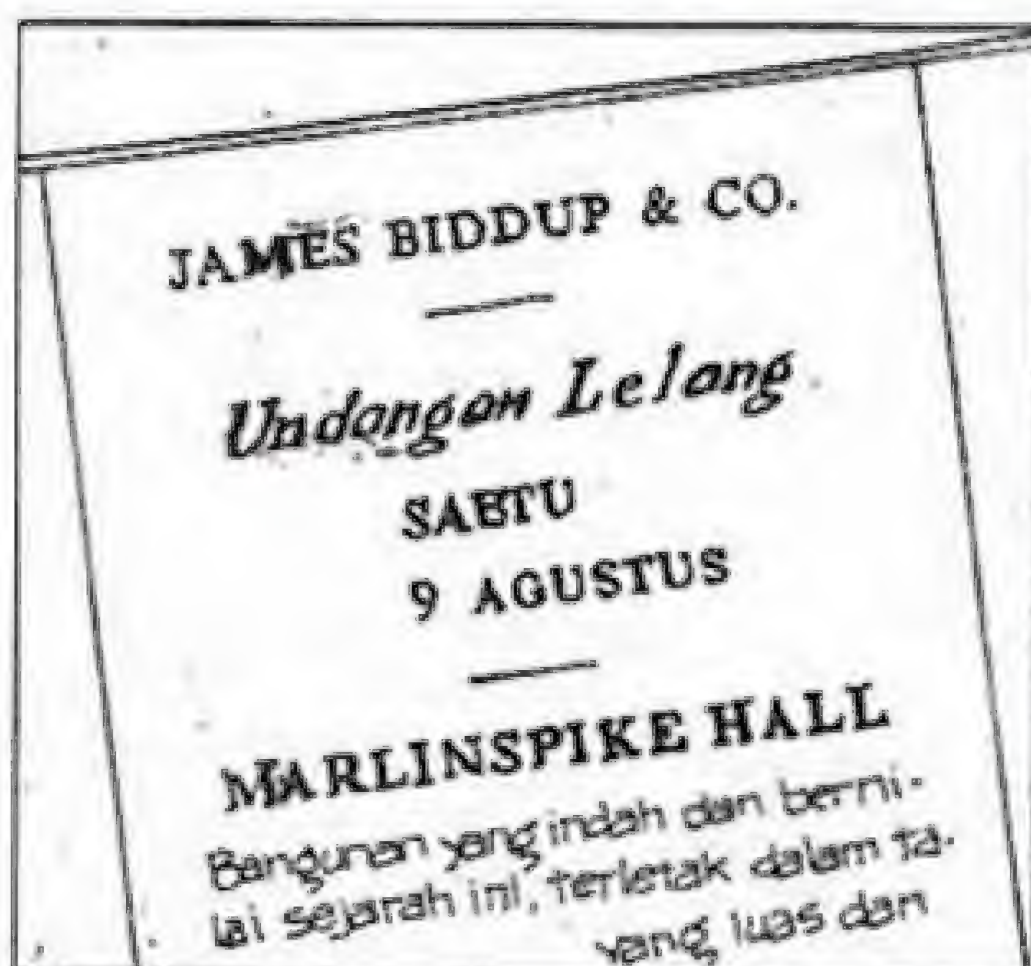 JAMES BIDDUP & CO.
Undangan Lelang
SABTU
9 AGUSTUS
MARLINSPIKE HALL
Bangunan yang indah dan berni-
lai sejarah ini, terletak dalam ta-
yang luas dan